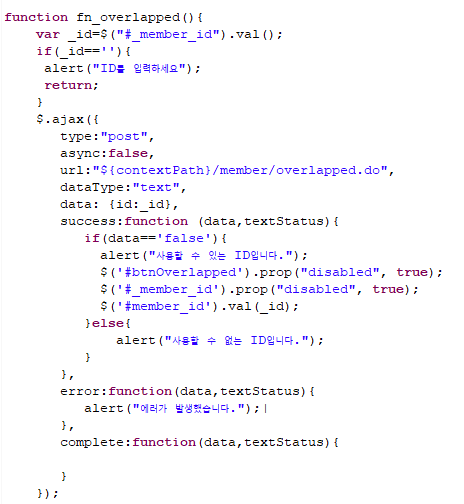 function fn_overlapped(){
var _id=$("#_member_id").val();
if(_id==''){
alert("ID를 입력하세요");
return;
}
$.ajax({
type:"post",
async:false,
url:"${contextPath}/member/overlapped.do",
dataType:"text",
data: {id:_id},
success:function (data,textStatus){
if(data=='false'){
alert("사용할 수 있는 ID입니다.");
$('#btnOverlapped').prop("disabled", true);
$('#_member_id').prop("disabled", true);
$('#member_id').val(_id);
}else{
alert("사용할 수 없는 ID입니다.");
}
},
error:function(data,textStatus){
alert("에러가 발생했습니다.");
},
complete:function(data,textStatus){
}
});